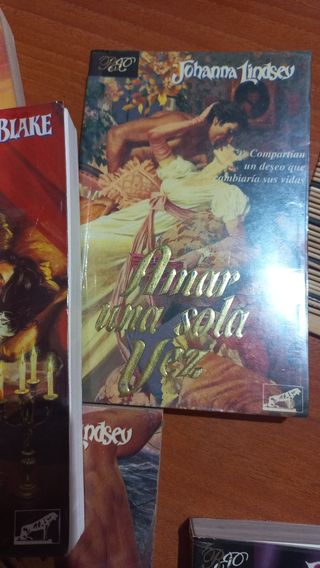 BLAKE
Johanna Lindsey
Compartían
un deseo que
cambiaría sus vidas
Amar
una sola
Vez
Lindsey